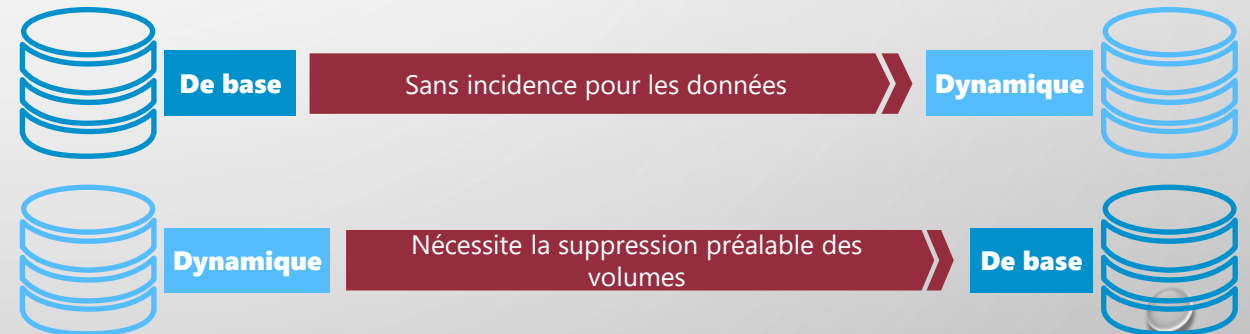 De base
Sans incidence pour les données
Dynamique
Dynamique
Nécessite la suppression préalable des
volumes
De base